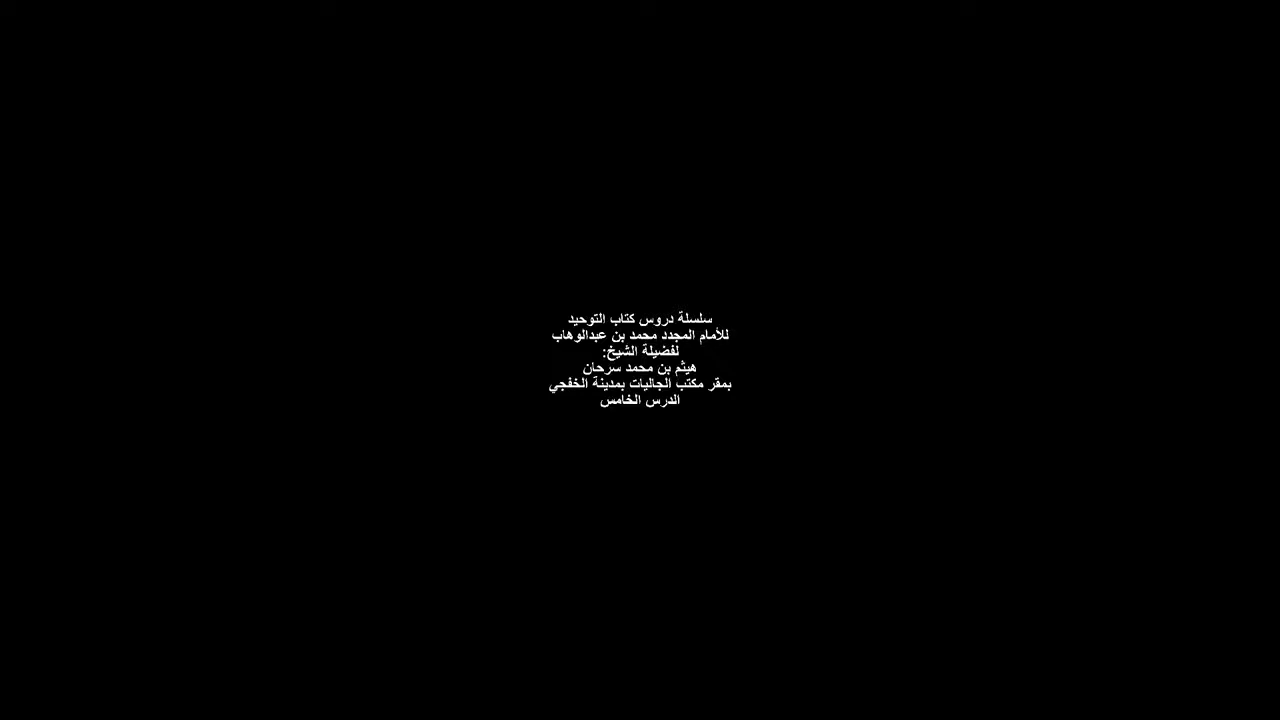 سلسلة دروس كتاب التوحيد
للأمام المجدد محمد بن عبدالوهاب
لفضيلة الشيخ:
هيثم بن محمد سرحان
بمقر مكتب الجاليات بمدينة الخفجي
الدرس الخامس